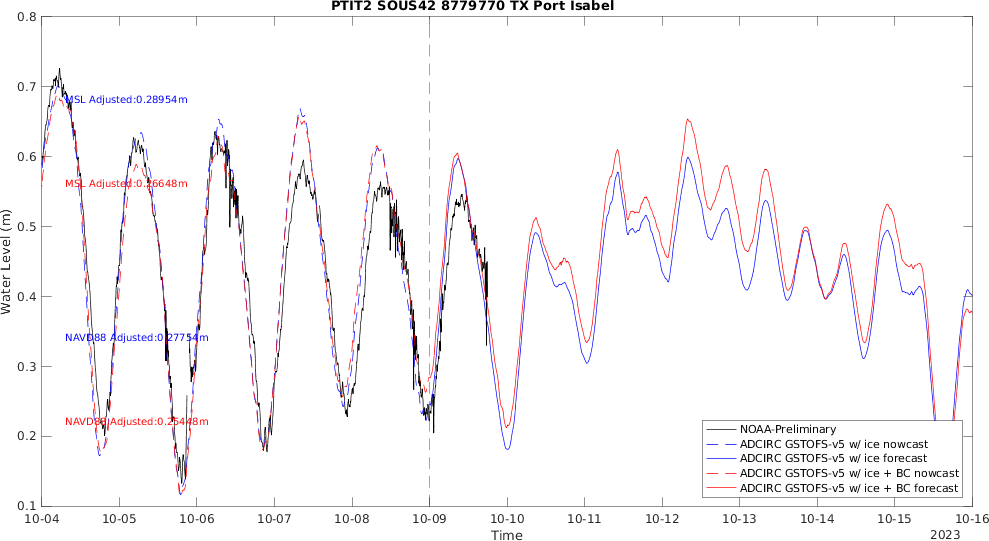 PTIT2 SOUS42 8779770 TX Port Isabel
0.8
0.7
0.6
0.5
0.4
0.3
0.2
0.1
Water Level (m)
MSL Adjusted:0.28954m
MSL Adjusted:0.26648m
NAVD88 Adjusted:0.27754m
NAVD88 Adjusted:0.25448m
NOAA-Preliminary
ADCIRC GSTOFS-v5 w/ ice nowcast
ADCIRC GSTOFS-v5 w/ ice forecast
ADCIRC GSTOFS-v5 w/ ice + BC nowcast
ADCIRC GSTOFS-v5 w/ ice + BC forecast
10-04 10-05 10-06 10-07 10-08 10-09 10-10 10-11 10-12 10-13 10-14 10-15 10-16
Time
2023